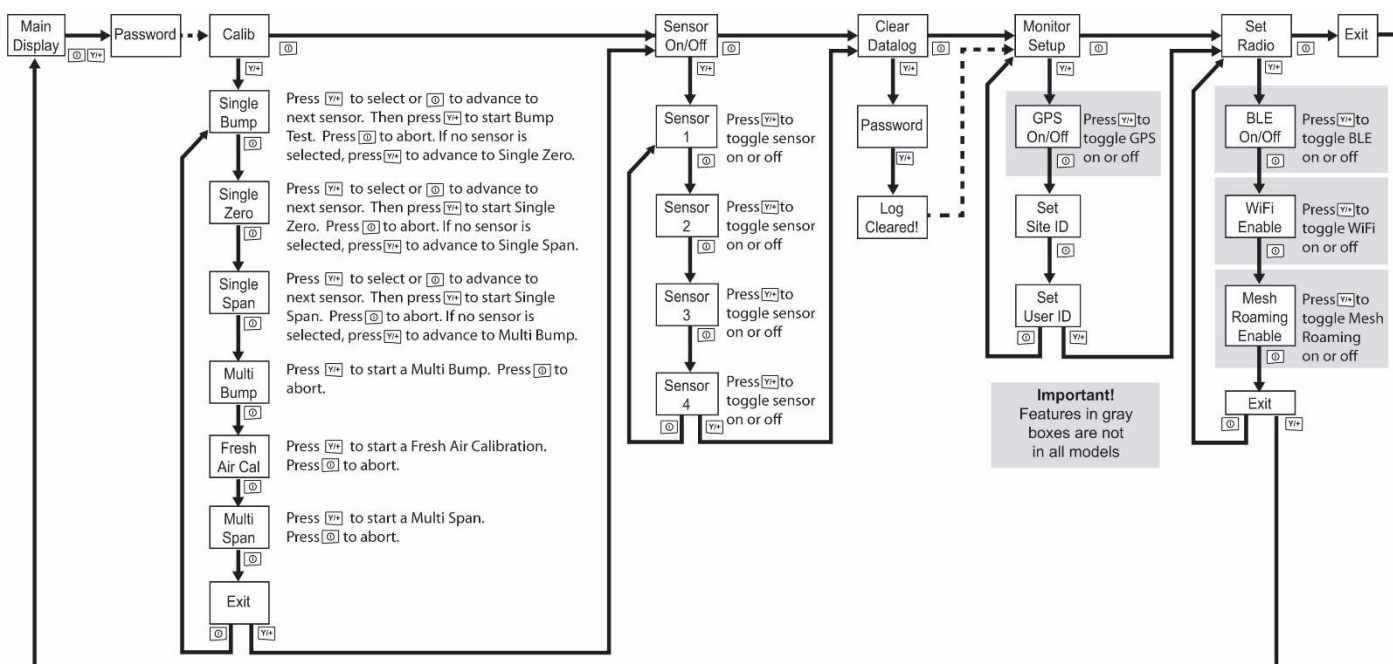 Main
Display
Y/+
Password
Calib
Y/+
Single
Bump
Press Y/+ to select or to advance to
next sensor. Then press Y/+ to start Bump
Test. Press to abort. If no sensor is
selected, press Y/+ to advance to Single Zero.
Single
Zero
Press Y/+ to select or to advance to
next sensor. Then press Y/+ to start Single
Zero. Press to abort. If no sensor is
selected, press Y/+ to advance to Single Span.
Single
Span
Press Y/+ to select or to advance to
next sensor. Then press Y/+ to start Single
Span. Press to abort. If no sensor is
selected, press Y/+ to advance to Multi Bump.
Multi
Bump
Press Y/+ to start a Multi Bump. Press to
abort.
Fresh
Air Cal
Press Y/+ to start a Fresh Air Calibration.
Press to abort.
Multi
Span
Press Y/+ to start a Multi Span.
Press to abort.
Exit
Y/+
Sensor
On/Off
Y/+
Sensor
1
Press Y/+ to
toggle sensor
on or off
Sensor
2
Press Y/+ to
toggle sensor
on or off
Sensor
3
Press Y/+ to
toggle sensor
on or off
Sensor
4
Press Y/+ to
toggle sensor
on or off
Y/+
Clear
Datalog
Y/+
Password
Y/+
Log
Cleared!
Monitor
Setup
Y/+
GPS
On/Off
Press Y/+ to
toggle GPS
on or off
Set
Site ID
Set
User ID
Y/+
Important!
Features in gray
boxes are not
in all models
Set
Radio
Y/+
BLE
On/Off
Press Y/+ to
toggle BLE
on or off
WiFi
Enable
Press Y/+ to
toggle WiFi
on or off
Mesh
Roaming
Enable
Press Y/+ to
toggle Mesh
Roaming
on or off
Exit
Y/+
Exit